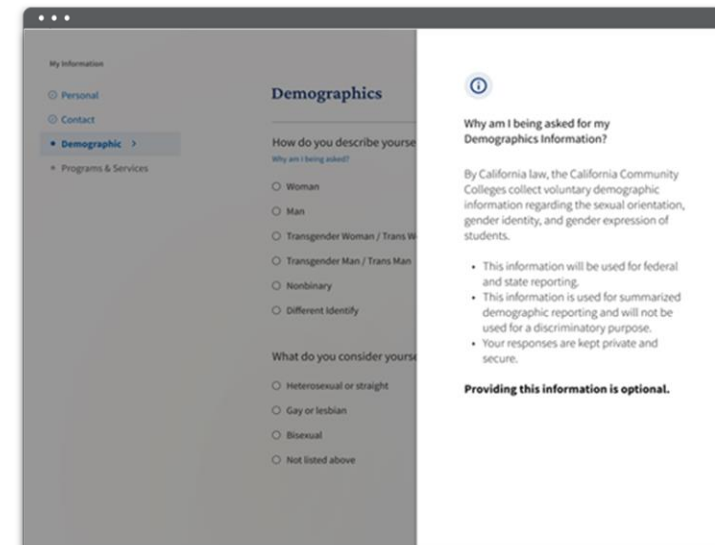 My Information
Personal
Contact
Demographic
Programs & Services
Demographics
How do you describe yourse
Why am I being asked?
Woman
Man
Transgender Woman / Trans W
Transgender Man / Trans Man
Nonbinary
Different Identify
What do you consider yourse
Heterosexual or straight
Gay or lesbian
Bisexual
Not listed above
Why am I being asked for my
Demographics Information?
By California law, the California Community
Colleges collect voluntary demographic
information regarding the sexual orientation,
gender identity, and gender expression of
students.
• This information will be used for federal
and state reporting.
• This information is used for summarized
demographic reporting and will not be
used for a discriminatory purpose.
• Your responses are kept private and
secure.
Providing this information is optional.